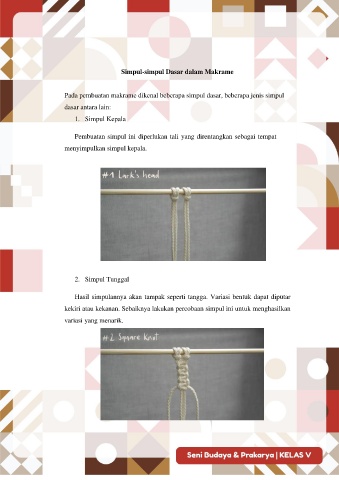 Simpul-simpul Dasar dalam Makrame
Pada pembuatan makrame dikenal beberapa simpul dasar, beberapa jenis simpul
dasar antara lain:
1. Simpul Kepala
Pembuatan simpul ini diperlukan tali yang direntangkan sebagai tempat
menyimpulkan simpul kepala.
#1 Lark's head
2. Simpul Tunggal
Hasil simpulannya akan tampak seperti tangga. Variasi bentuk dapat diputar
kekiri atau kekanan. Sebaiknya lakukan percobaan simpul ini untuk menghasilkan
variasi yang menarik.
#2 Square knot
Seni Budaya & Prakarya | KELAS V